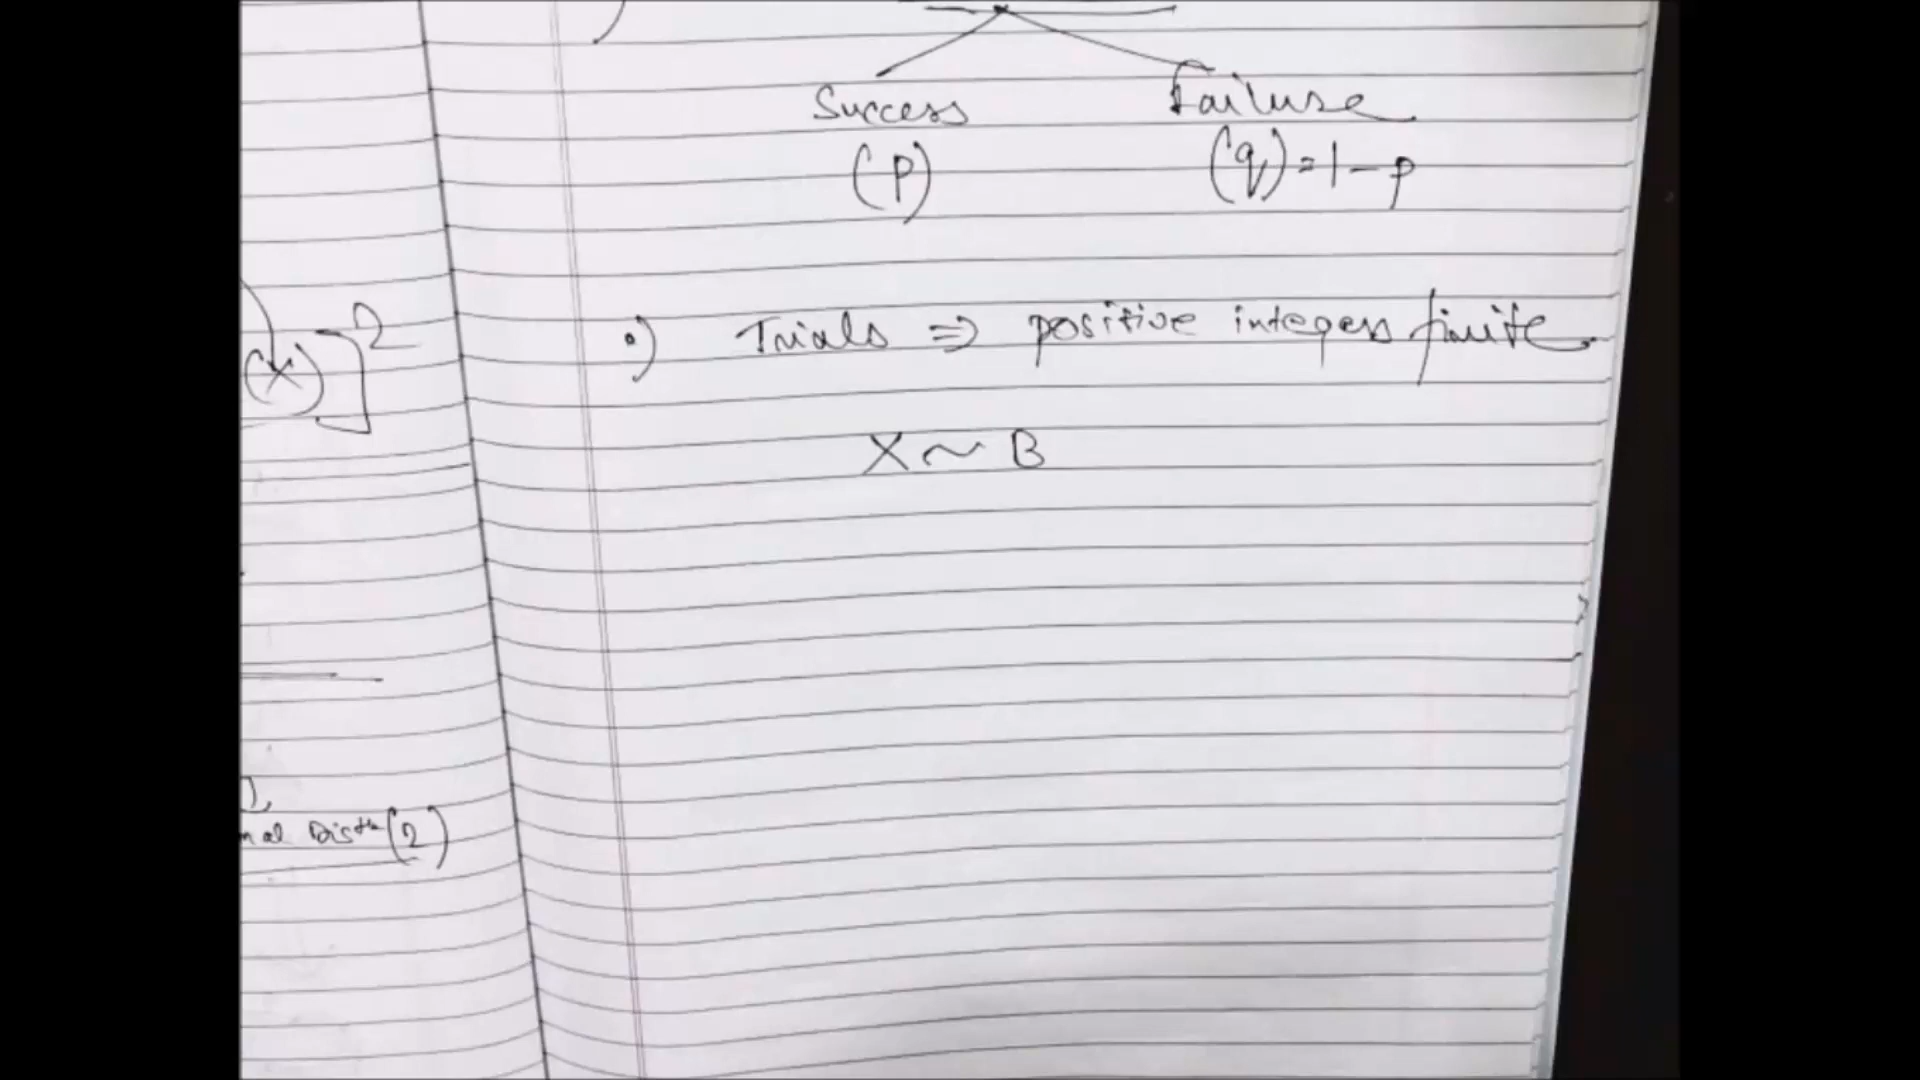 Success Failure
(p) (q) = 1 - p
•) Trials ⇒ positive integers finite.
X ~ B
(x)]2
nal Distn (2)